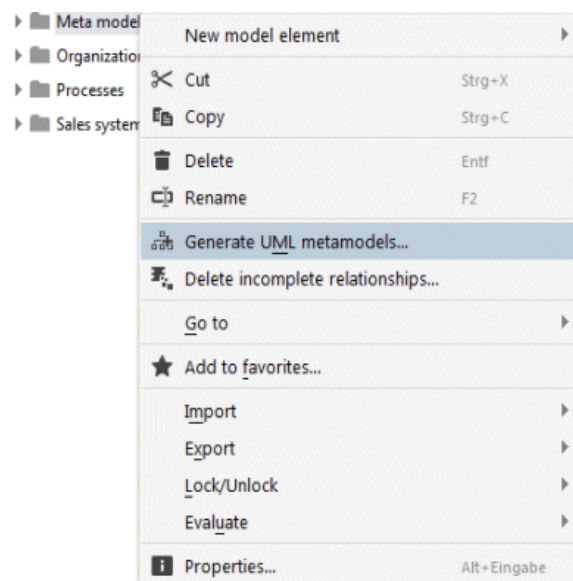 Meta model
Organization
Processes
Sales system
New model element
Cut Strg+X
Copy Strg+C
Delete Entf
Rename F2
Generate UML metamodels...
Delete incomplete relationships...
Go to
Add to favorites...
Import
Export
Lock/Unlock
Evaluate
Properties... Alt+Eingabe